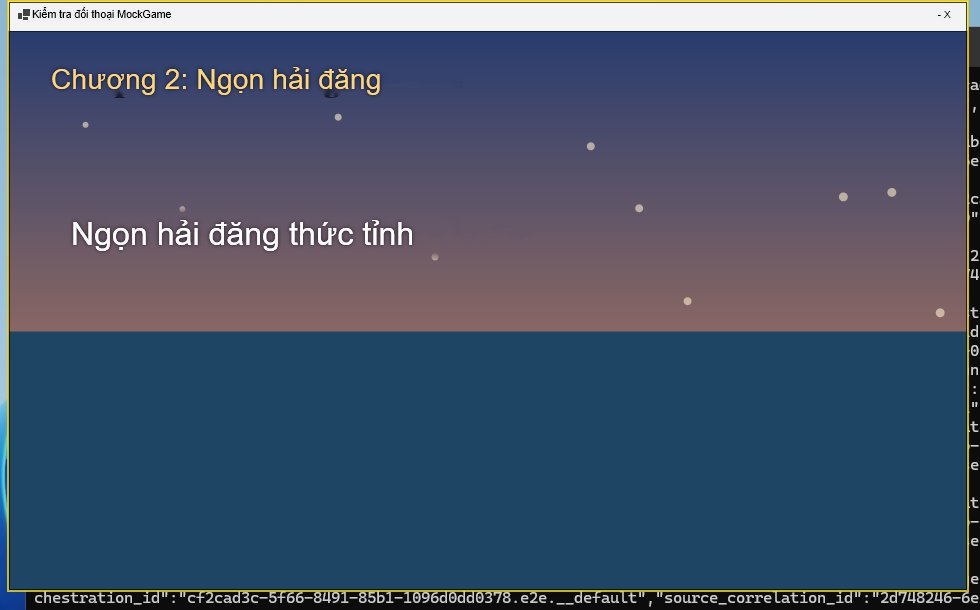 Kiểm tra đối thoại MockGame
- X
Chương 2: Ngọn hải đăng
Ngọn hải đăng thức tỉnh
chestration_id":"cf2cad3c-5f66-8491-85b1-1096d0dd0378.e2e.__default","source_correlation_id":"2d748246-6